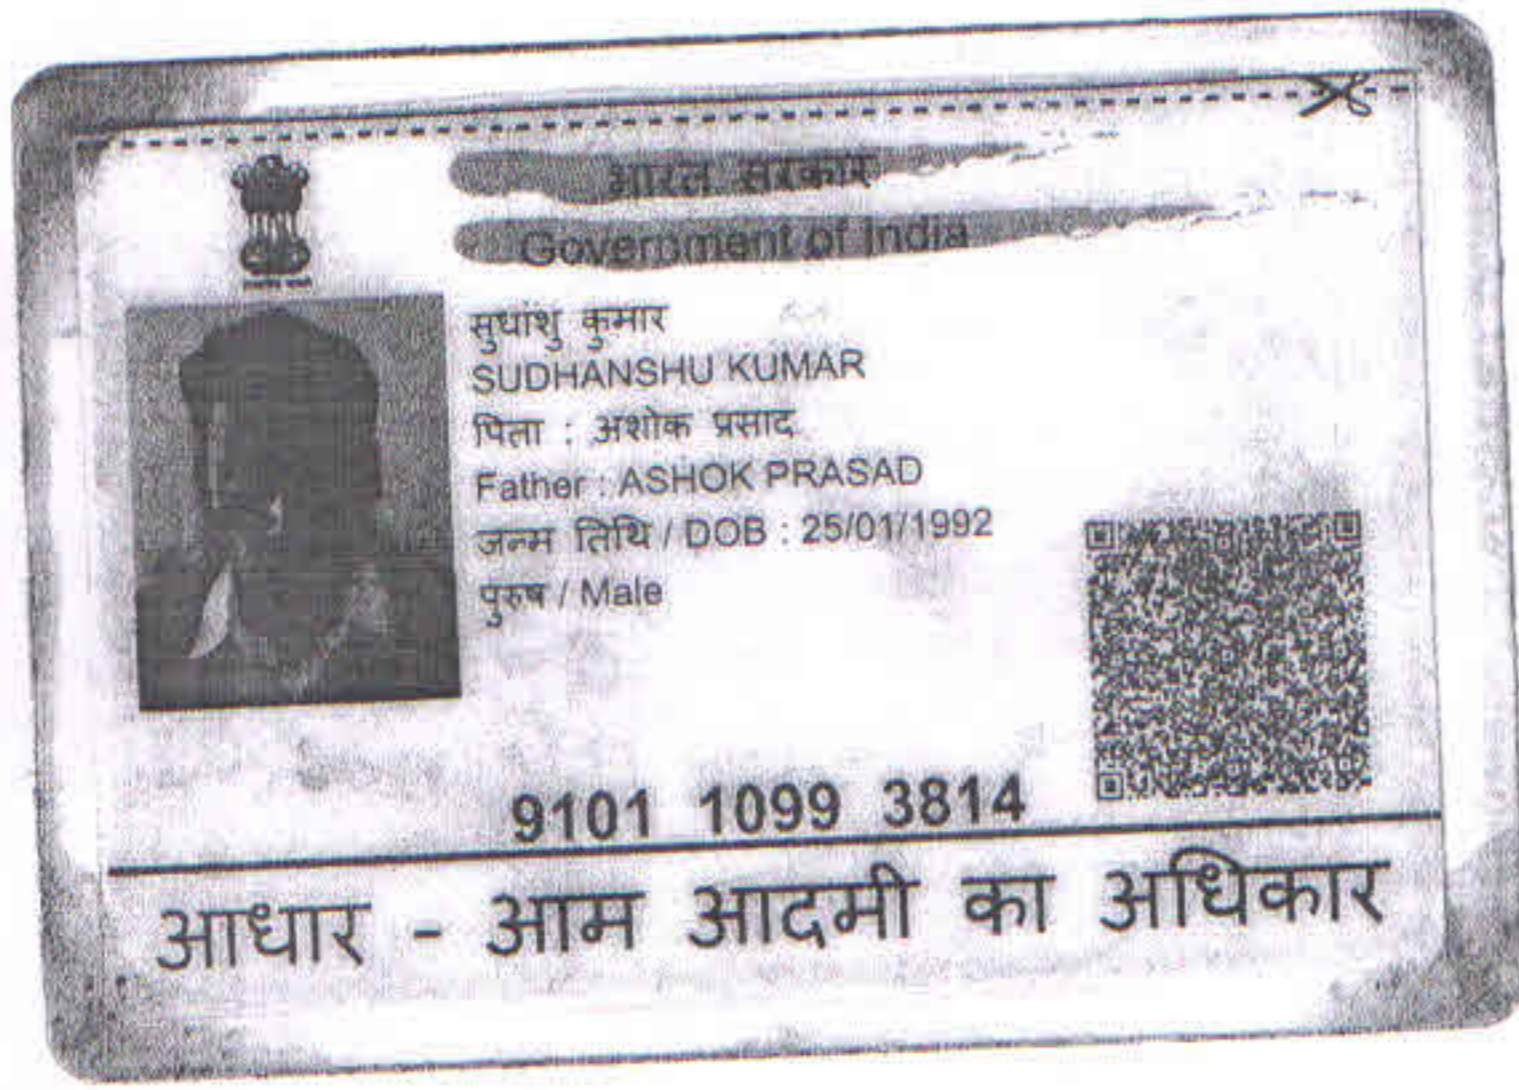 भारत सरकार
Government of India
सुधांशु कुमार
SUDHANSHU KUMAR
पिता : अशोक प्रसाद
Father : ASHOK PRASAD
जन्म तिथि / DOB : 25/01/1992
पुरुष / Male
9101 1099 3814
आधार - आम आदमी का अधिकार